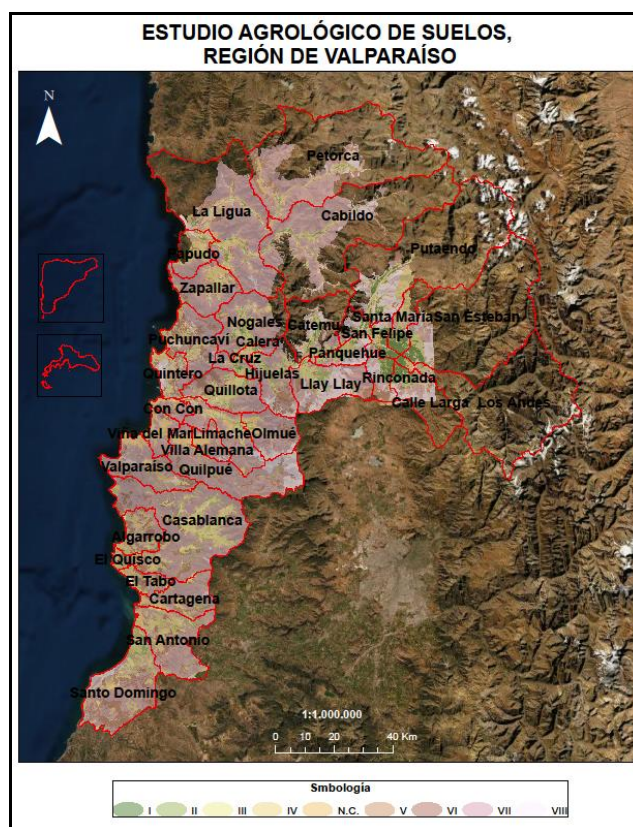 ESTUDIO AGROLÓGICO DE SUELOS,
REGIÓN DE VALPARAÍSO
N
Petorca
La Ligua
Cabildo
Putaendo
Papudo
Zapallar
Nogales
Catemu
Santa María
San Esteban
San Felipe
Puchuncaví
Calera
La Cruz
Panquehue
Quintero
Hijuelas
Quillota
Llay Llay
Rinconada
Calle Larga
Los Andes
Con Con
Viña del Mar
Limache
Olmué
Villa Alemana
Valparaíso
Quilpué
Casablanca
Algarrobo
El Quisco
El Tabo
Cartagena
San Antonio
Santo Domingo
1:1.000.000
0 10 20 40 Km
Smbología
I II III IV N.C. V VI VII VIII